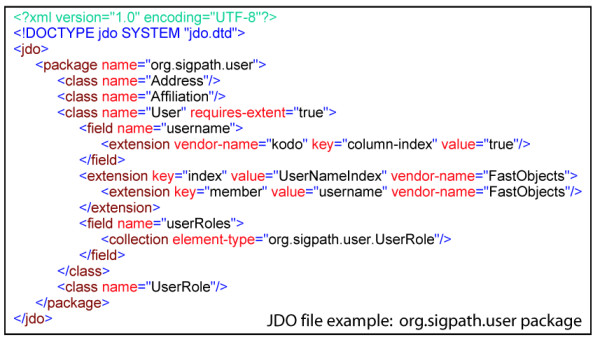 <?xml version="1.0" encoding="UTF-8"?>
<!DOCTYPE jdo SYSTEM "jdo.dtd">
<jdo>
<package name="org.sigpath.user">
<class name="Address"/>
<class name="Affiliation"/>
<class name="User" requires-extent="true">
<field name="username">
<extension vendor-name="kodo" key="column-index" value="true"/>
</field>
<extension key="index" value="UserNameIndex" vendor-name="FastObjects">
<extension key="member" value="username" vendor-name="FastObjects"/>
</extension>
<field name="userRoles">
<collection element-type="org.sigpath.user.UserRole"/>
</field>
</class>
<class name="UserRole"/>
</package>
</jdo>
JDO file example: org.sigpath.user package